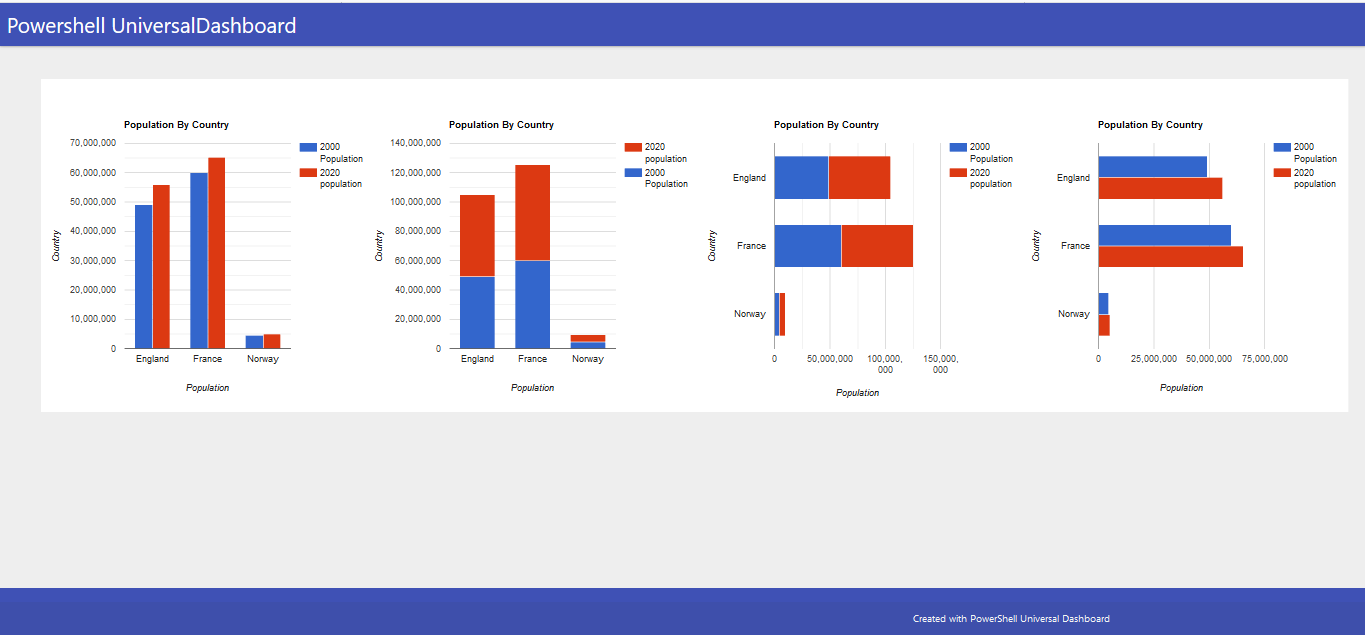 Powershell UniversalDashboard
Population By Country
70,000,000
60,000,000
50,000,000
40,000,000
30,000,000
20,000,000
10,000,000
0
Country
England France Norway
Population
2000
Population
2020
population
Population By Country
140,000,000
120,000,000
100,000,000
80,000,000
60,000,000
40,000,000
20,000,000
0
Country
England France Norway
Population
2020
population
2000
Population
Population By Country
England
France
Norway
Country
0 50,000,000 100,000, 150,000,
000 000
Population
2000
Population
2020
population
Population By Country
England
France
Norway
Country
0 25,000,000 50,000,000 75,000,000
Population
2000
Population
2020
population
Created with PowerShell Universal Dashboard